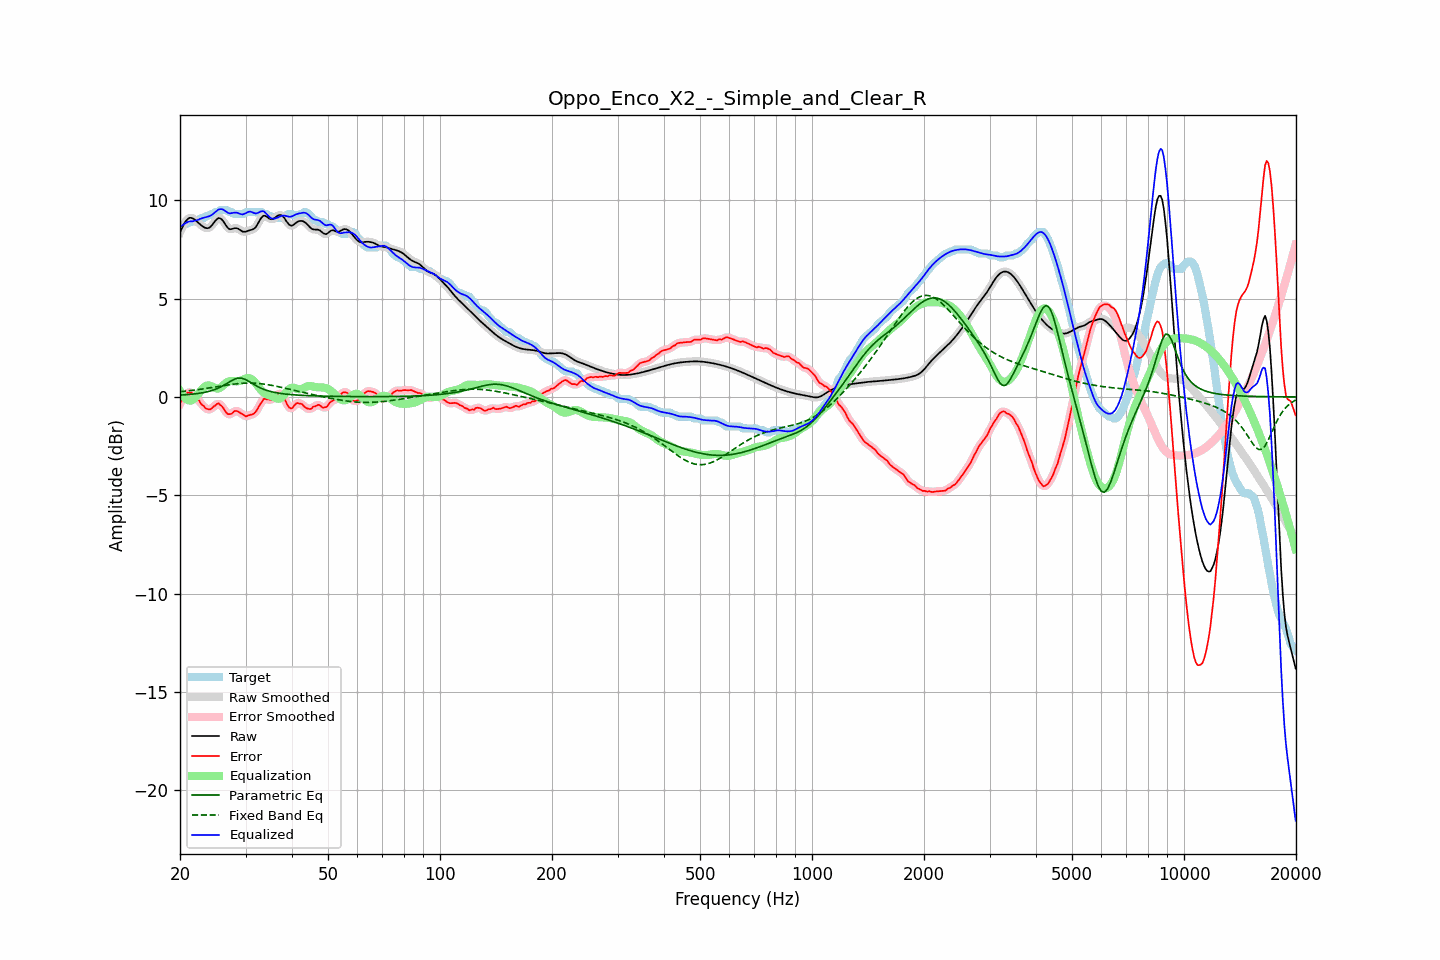 Oppo_Enco_X2_-_Simple_and_Clear_R
Amplitude (dBr)
10
5
0
−5
−10
−15
−20
Target
Raw Smoothed
Error Smoothed
Raw
Error
Equalization
Parametric Eq
Fixed Band Eq
Equalized
20
50
100
200
500
1000
2000
5000
10000
20000
Frequency (Hz)